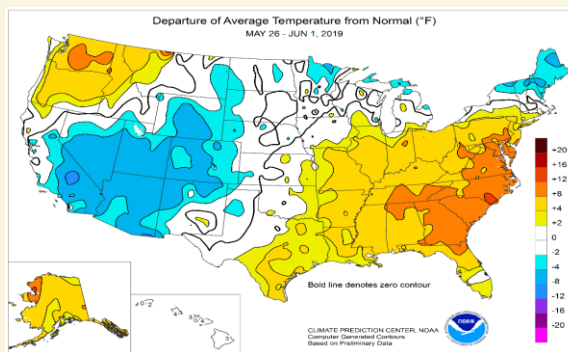 Departure of Average Temperature from Normal (°F)
MAY 26 - JUN 1, 2019
+20
+16
+12
+8
+4
+2
0
-2
-4
-8
-12
-16
-20
Bold line denotes zero contour
CLIMATE PREDICTION CENTER, NOAA
Computer Generated Contours
Based on Preliminary Data